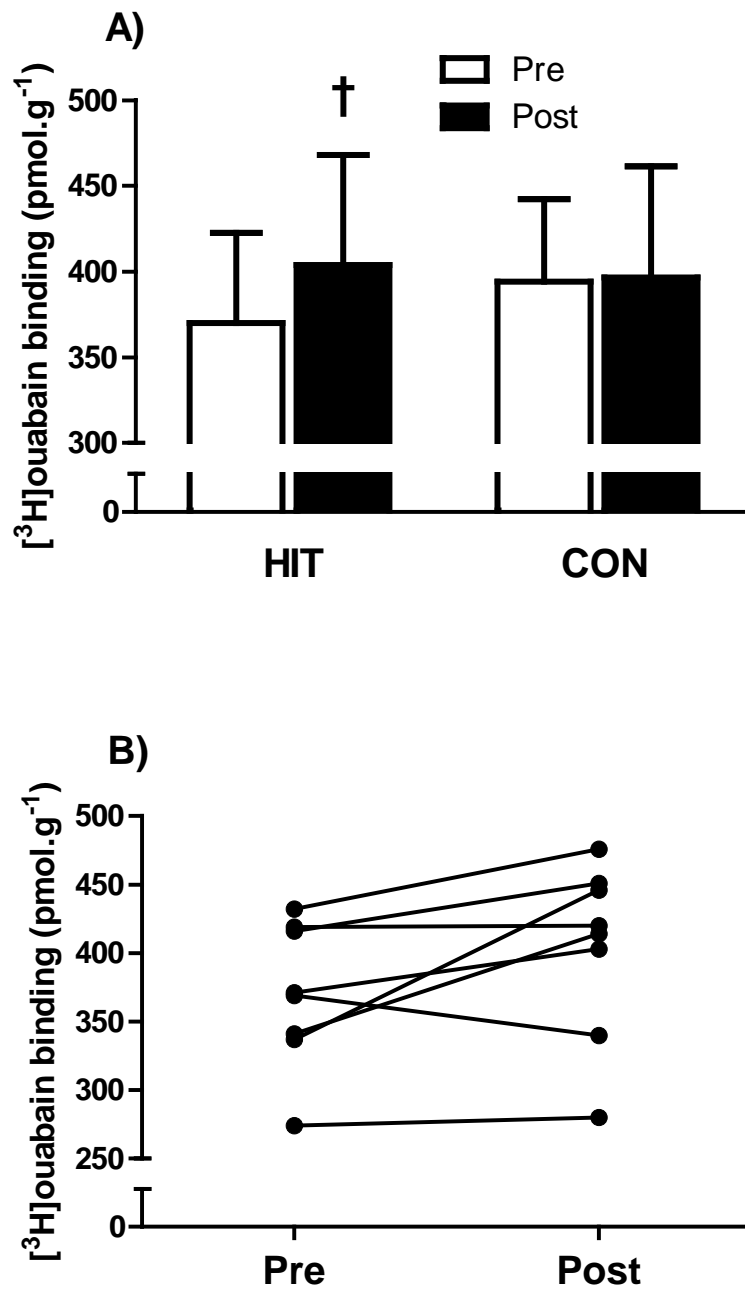 A)
Pre
Post
†
[³H]ouabain binding (pmol.g⁻¹)
500
450
400
350
300
0
HIT CON
B)
[³H]ouabain binding (pmol.g⁻¹)
500
450
400
350
300
250
0
Pre Post